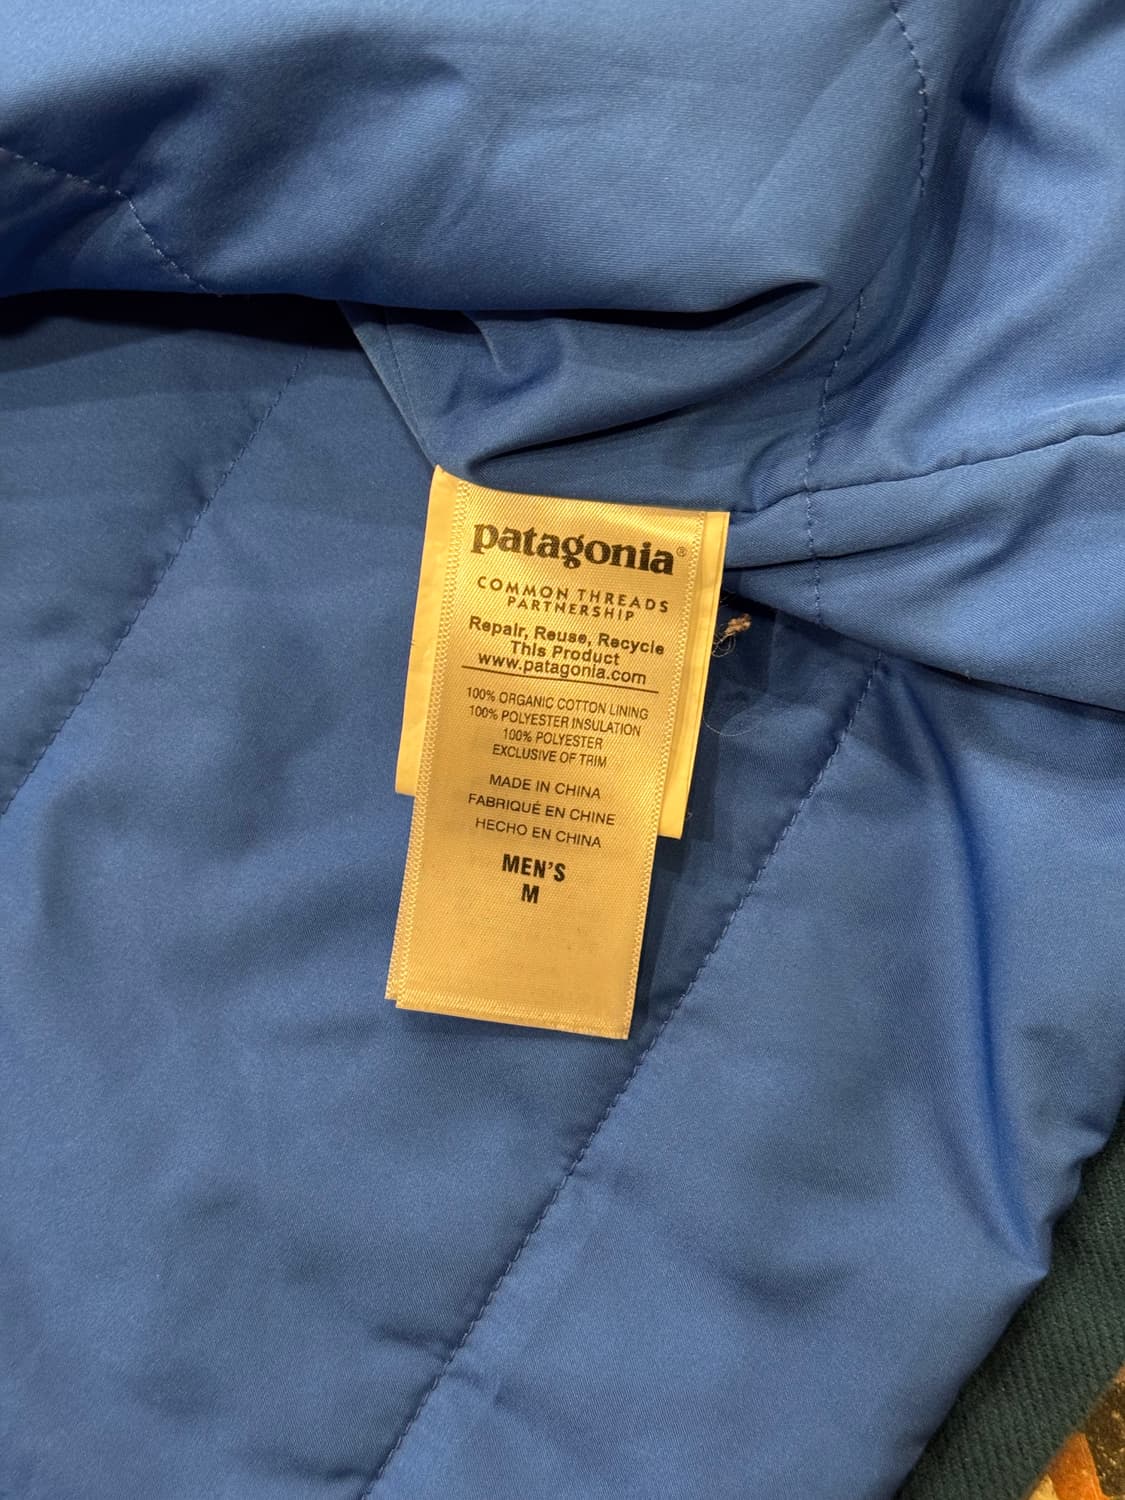 patagonia®
COMMON THREADS
PARTNERSHIP
Repair, Reuse, Recycle
This Product
www.patagonia.com
100% ORGANIC COTTON LINING
100% POLYESTER INSULATION
100% POLYESTER
EXCLUSIVE OF TRIM
MADE IN CHINA
FABRIQUÉ EN CHINE
HECHO EN CHINA
MEN'S
M